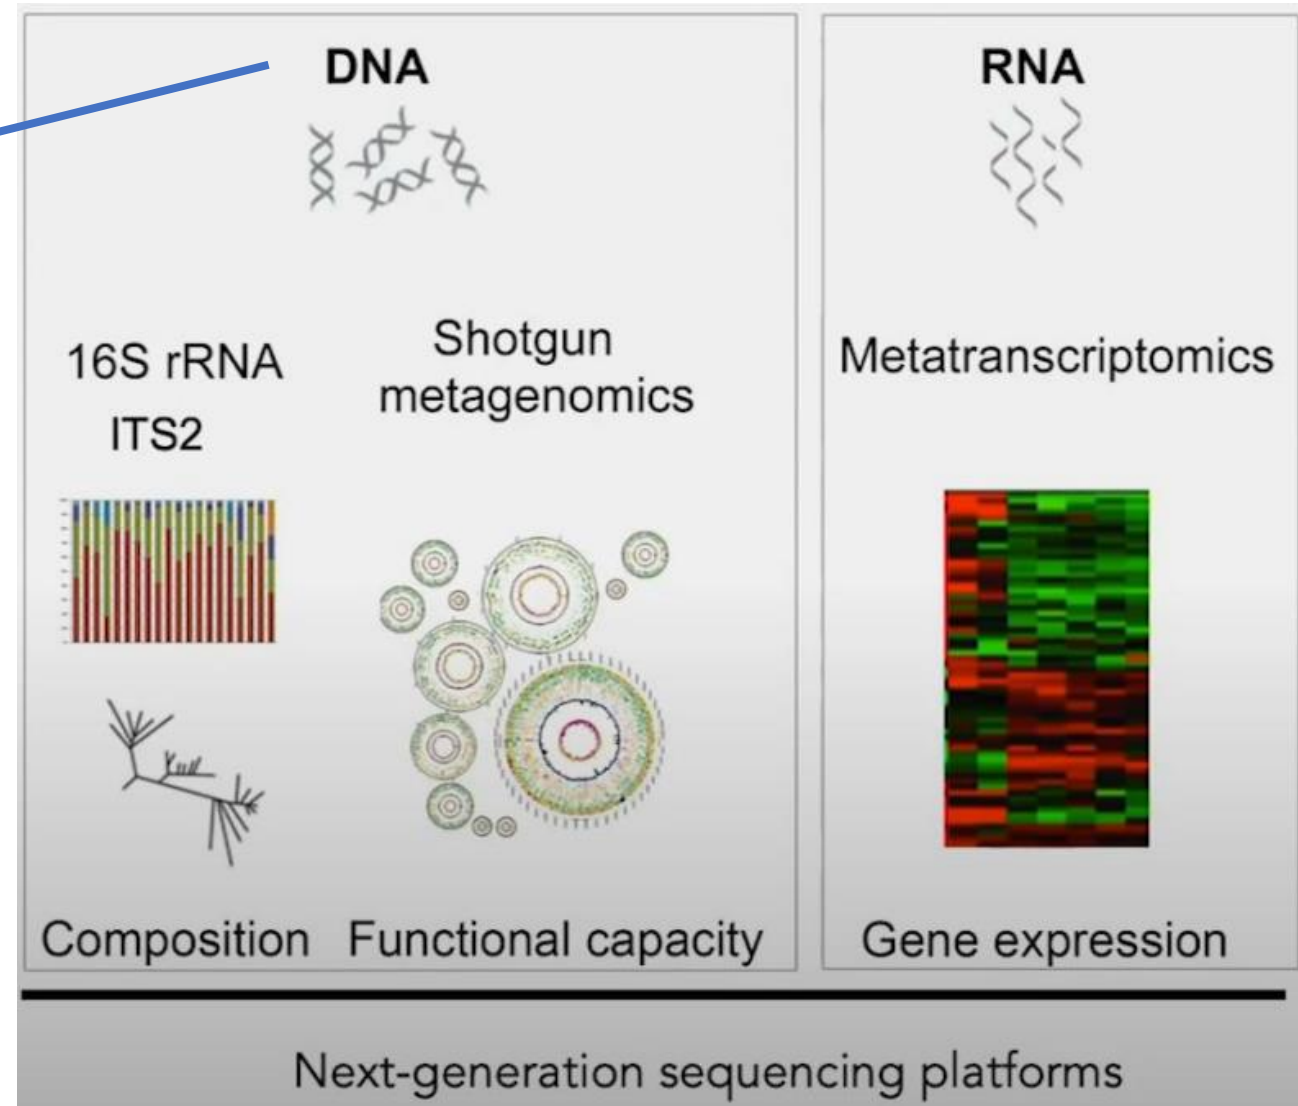 DNA
RNA
16S rRNA
ITS2
Shotgun
metagenomics
Metatranscriptomics
Composition
Functional capacity
Gene expression
Next-generation sequencing platforms